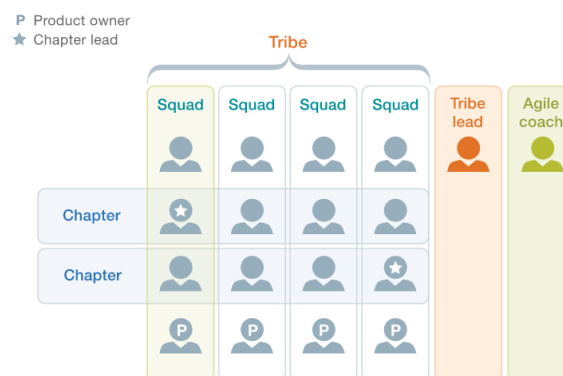 P Product owner
Chapter lead
Tribe
Squad Squad Squad Squad Tribe lead Agile coach
Chapter
Chapter
P P P P